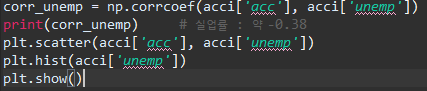 corr_unemp = np.corrcoef(acci['acc'], acci['unemp'])
print(corr_unemp)     # 실업률 : 약 -0.38
plt.scatter(acci['acc'], acci['unemp'])
plt.hist(acci['unemp'])
plt.show()